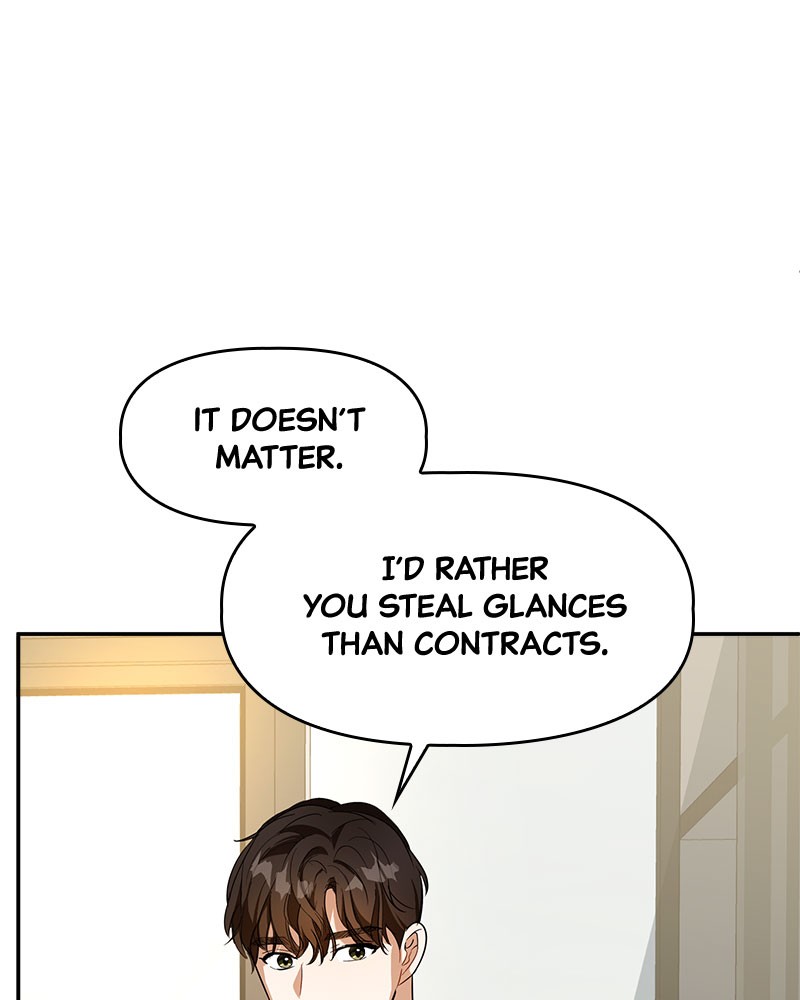 IT DOESN'T
MATTER.
I'D RATHER
YOU STEAL GLANCES
THAN CONTRACTS.